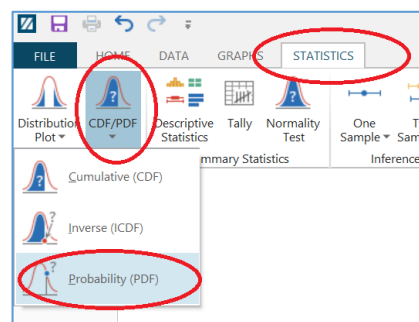 FILE HOME DATA GRAPHS STATISTICS
Distribution Plot CDF/PDF Descriptive Statistics Tally Normality Test One Sample
mmary Statistics Inference
Cumulative (CDF)
Inverse (ICDF)
Probability (PDF)